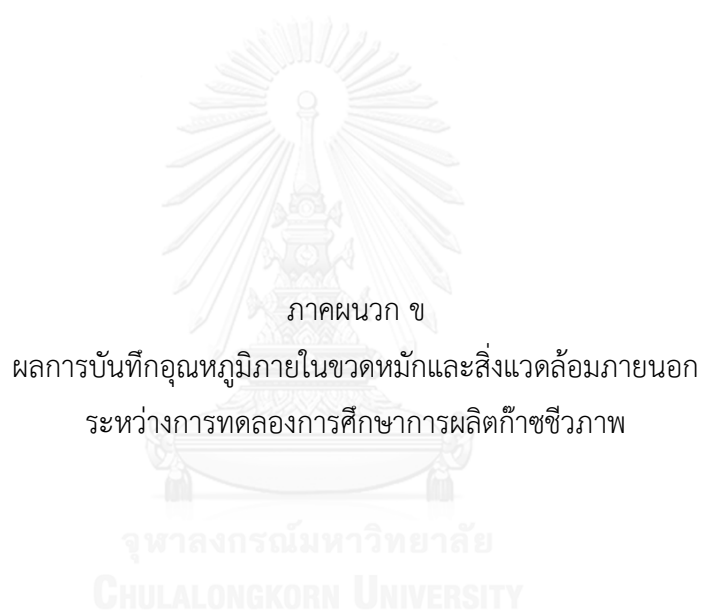 ภาคผนวก ข
ผลการบันทึกอุณหภูมิภายในขวดหมักและสิ่งแวดล้อมภายนอก
ระหว่างการทดลองการศึกษาการผลิตก๊าซชีวภาพ
จุฬาลงกรณ์มหาวิทยาลัย
CHULALONGKORN UNIVERSITY